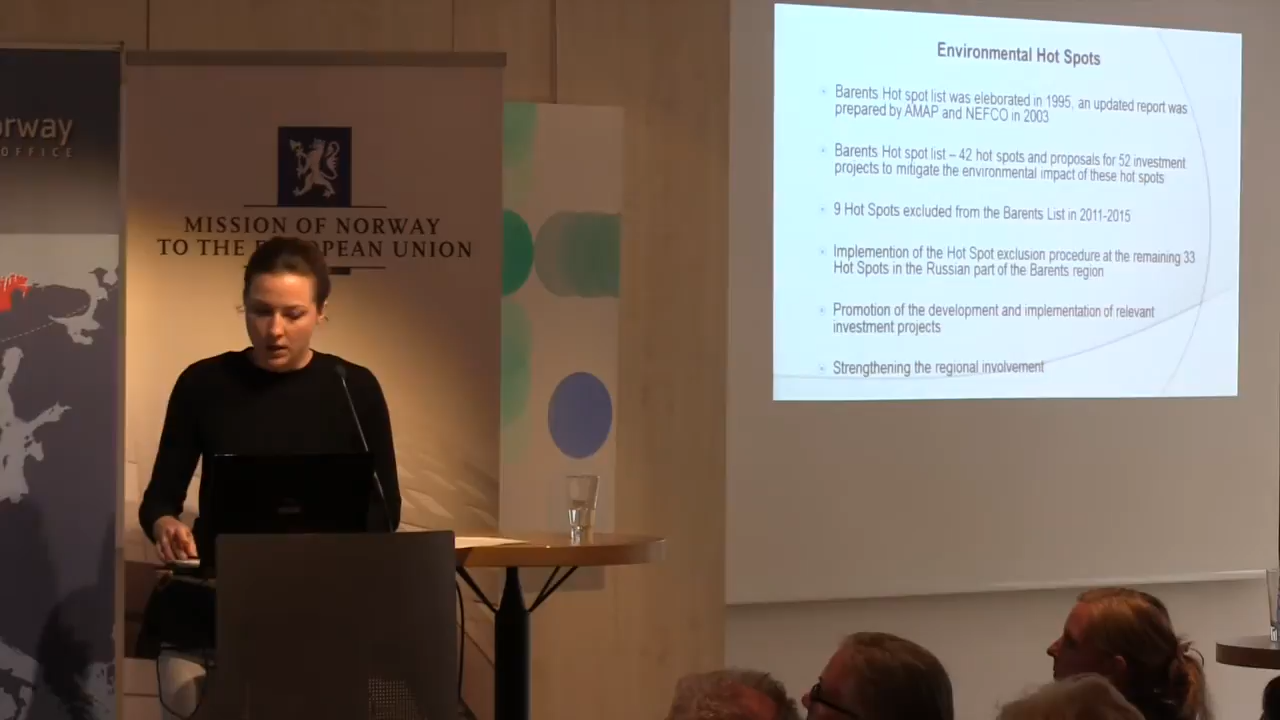 orway
OFFICE
MISSION OF NORWAY
TO THE E OPEAN UNION
Environmental Hot Spots
Barents Hot spot list was eleborated in 1995, an updated report was
prepared by AMAP and NEFCO in 2003
Barents Hot spot list – 42 hot spots and proposals for 52 investment
projects to mitigate the environmental impact of these hot spots
9 Hot Spots excluded from the Barents List in 2011-2015
Implemention of the Hot Spot exclusion procedure at the remaining 33
Hot Spots in the Russian part of the Barents region
Promotion of the development and implementation of relevant
investment projects
Strengthening the regional involvement